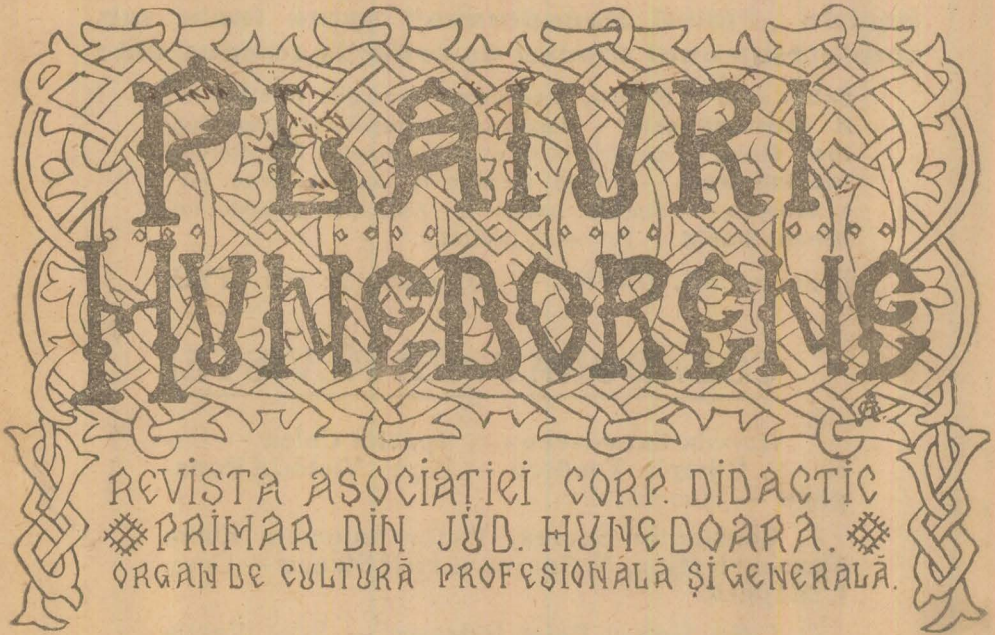 PLAIURI
HUNEDORENE
REVISTA ASOCIAȚIEI CORP. DIDACTIC
PRIMAR DIN JUD. HUNEDOARA.
ORGAN DE CULTURĂ PROFESIONALĂ ȘI GENERALĂ.